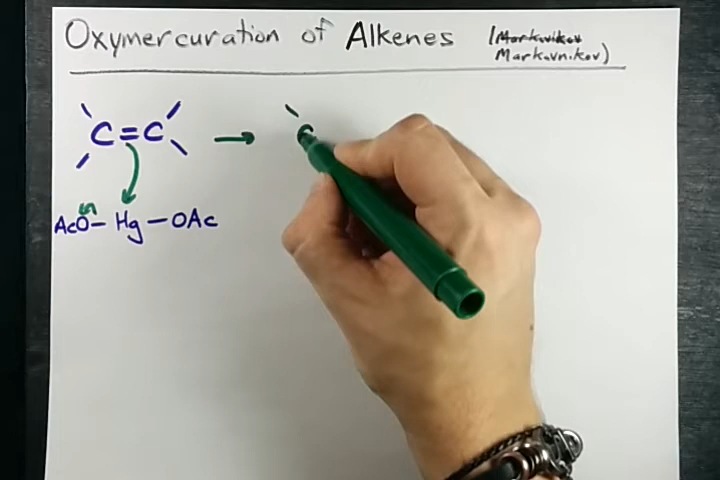 Oxymercuration of Alkenes (Markovnikov
Markovnikov)
C=C → C
AcO-Hg-OAc